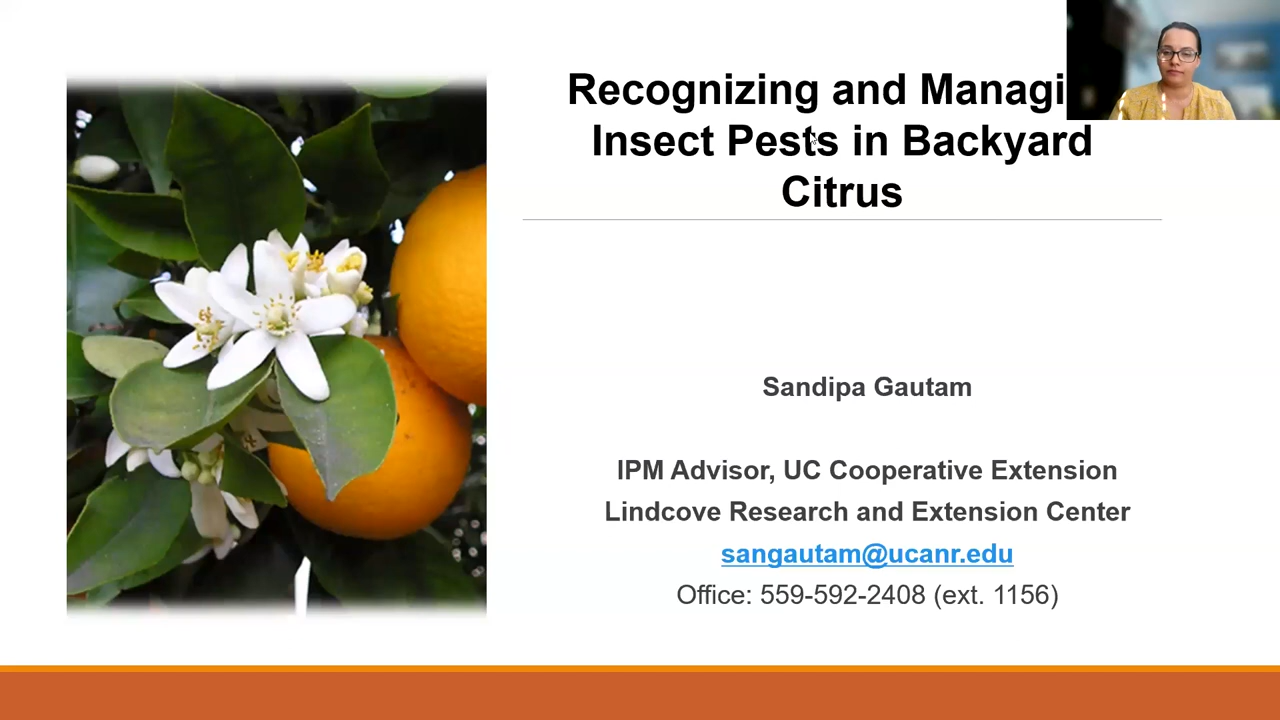 Recognizing and Managi
Insect Pests in Backyard
Citrus
Sandipa Gautam
IPM Advisor, UC Cooperative Extension
Lindcove Research and Extension Center
sangautam@ucanr.edu
Office: 559-592-2408 (ext. 1156)